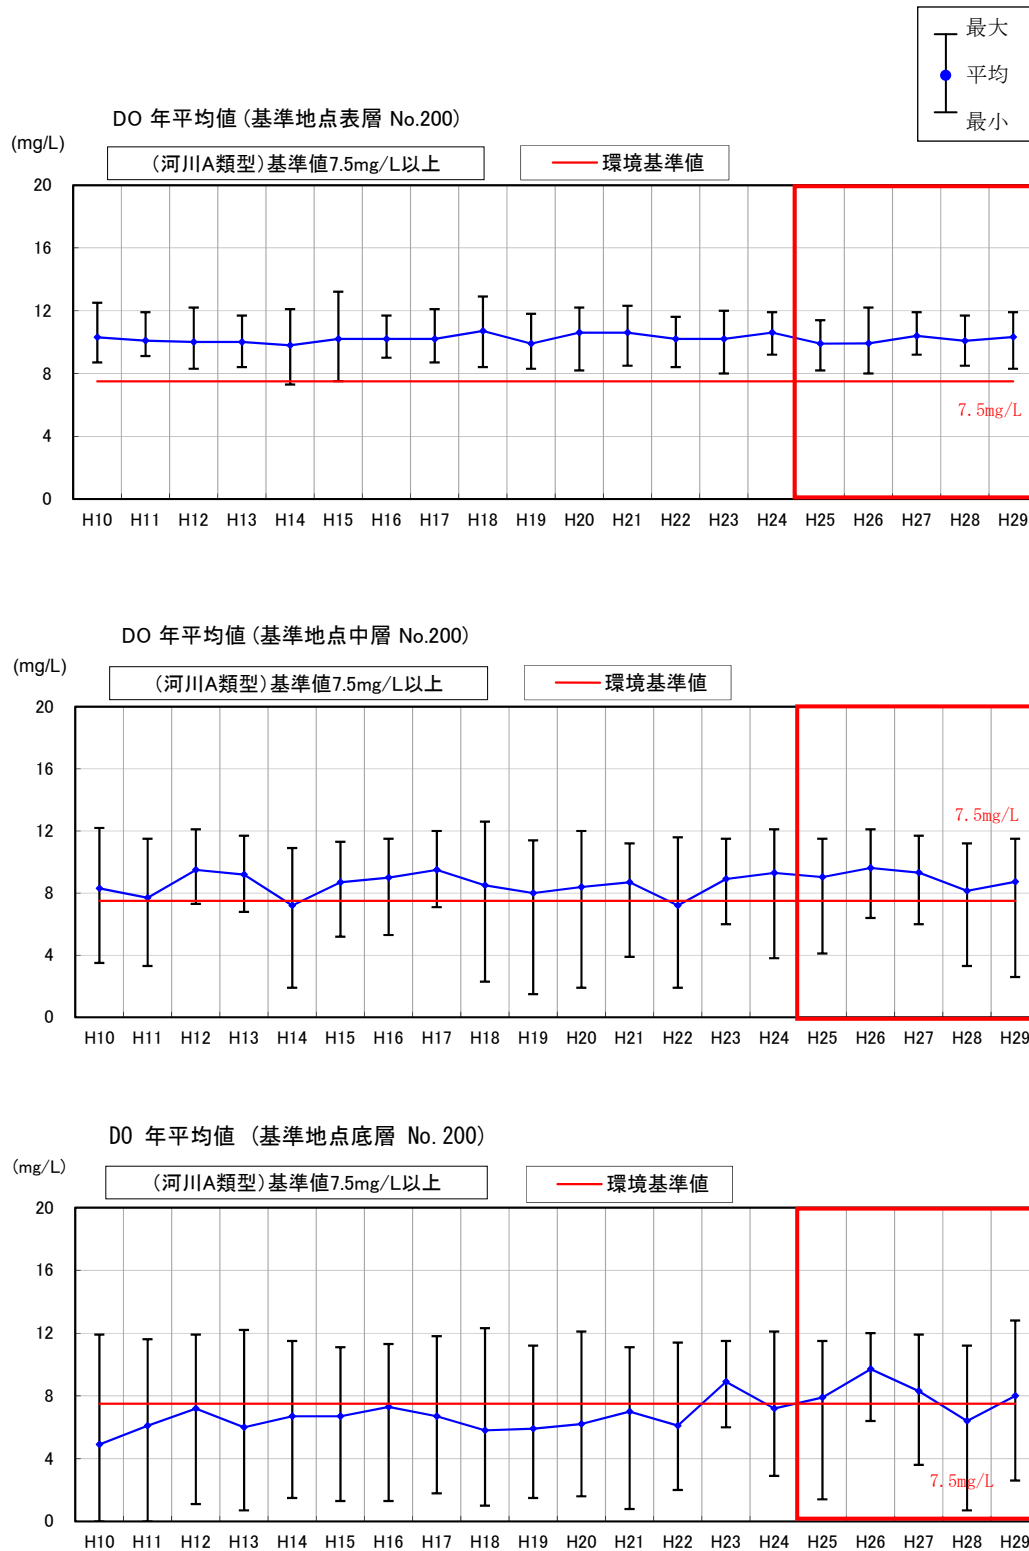 最大
平均
最小
DO 年平均値(基準地点表層 No.200)
(mg/L)
(河川A類型)基準値7.5mg/L以上
環境基準値
20
16
12
8
4
0
7.5mg/L
H10 H11 H12 H13 H14 H15 H16 H17 H18 H19 H20 H21 H22 H23 H24 H25 H26 H27 H28 H29
DO 年平均値(基準地点中層 No.200)
(mg/L)
(河川A類型)基準値7.5mg/L以上
環境基準値
20
16
12
8
4
0
7.5mg/L
H10 H11 H12 H13 H14 H15 H16 H17 H18 H19 H20 H21 H22 H23 H24 H25 H26 H27 H28 H29
DO 年平均値 (基準地点底層 No.200)
(mg/L)
(河川A類型)基準値7.5mg/L以上
環境基準値
20
16
12
8
4
0
7.5mg/L
H10 H11 H12 H13 H14 H15 H16 H17 H18 H19 H20 H21 H22 H23 H24 H25 H26 H27 H28 H29